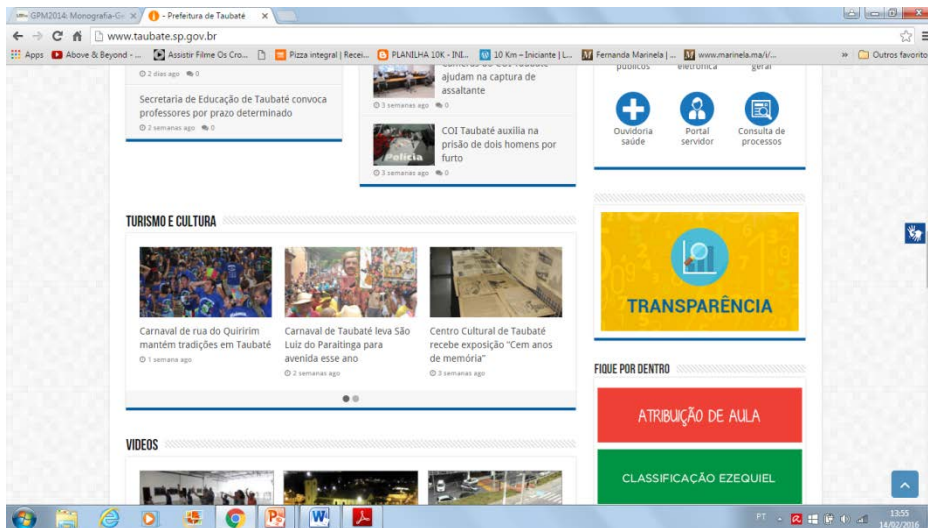 GPM2014: Monografia-G
- Prefeitura de Taubaté
www.taubate.sp.gov.br
Apps
Above & Beyond - ...
Assistir Filme Os Cro...
Pizza integral | Recei...
PLANILHA 10K - INI...
10 Km – Iniciante | L...
Fernanda Marinela | ...
www.marinela.ma/i/...
»
Outros favorito
2 dias ago 0
Secretaria de Educação de Taubaté convoca
professores por prazo determinado
2 semanas ago 0
Câmeras do COI Taubaté
ajudam na captura de
assaltante
3 semanas ago 0
Polícia
COI Taubaté auxilia na
prisão de dois homens por
furto
3 semanas ago 0
públicos
eletrônica
geral
Ouvidoria
saúde
Portal
servidor
Consulta de
processos
TURISMO E CULTURA
Carnaval de rua do Quiririm
mantém tradições em Taubaté
1 semana ago
Carnaval de Taubaté leva São
Luiz do Paraitinga para
avenida esse ano
2 semanas ago
Centro Cultural de Taubaté
recebe exposição "Cem anos
de memória"
3 semanas ago
TRANSPARÊNCIA
FIQUE POR DENTRO
ATRIBUIÇÃO DE AULA
CLASSIFICAÇÃO EZEQUIEL
VIDEOS
PT
13:55
14/02/2016